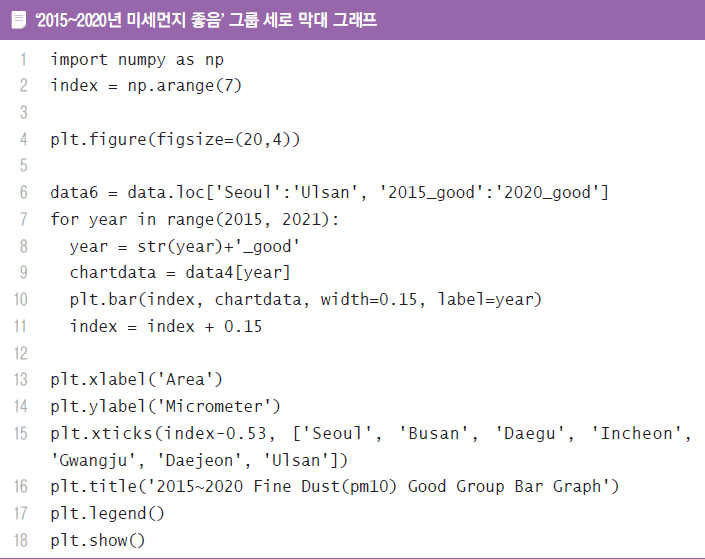 ‘2015~2020년 미세먼지 좋음’ 그룹 세로 막대 그래프
1 import numpy as np
2 index = np.arange(7)
3
4 plt.figure(figsize=(20,4))
5
6 data6 = data.loc['Seoul':'Ulsan', '2015_good':'2020_good']
7 for year in range(2015, 2021):
8   year = str(year)+'_good'
9   chartdata = data4[year]
10   plt.bar(index, chartdata, width=0.15, label=year)
11   index = index + 0.15
12
13 plt.xlabel('Area')
14 plt.ylabel('Micrometer')
15 plt.xticks(index-0.53, ['Seoul', 'Busan', 'Daegu', 'Incheon',
'Gwangju', 'Daejeon', 'Ulsan'])
16 plt.title('2015~2020 Fine Dust(pm10) Good Group Bar Graph')
17 plt.legend()
18 plt.show()